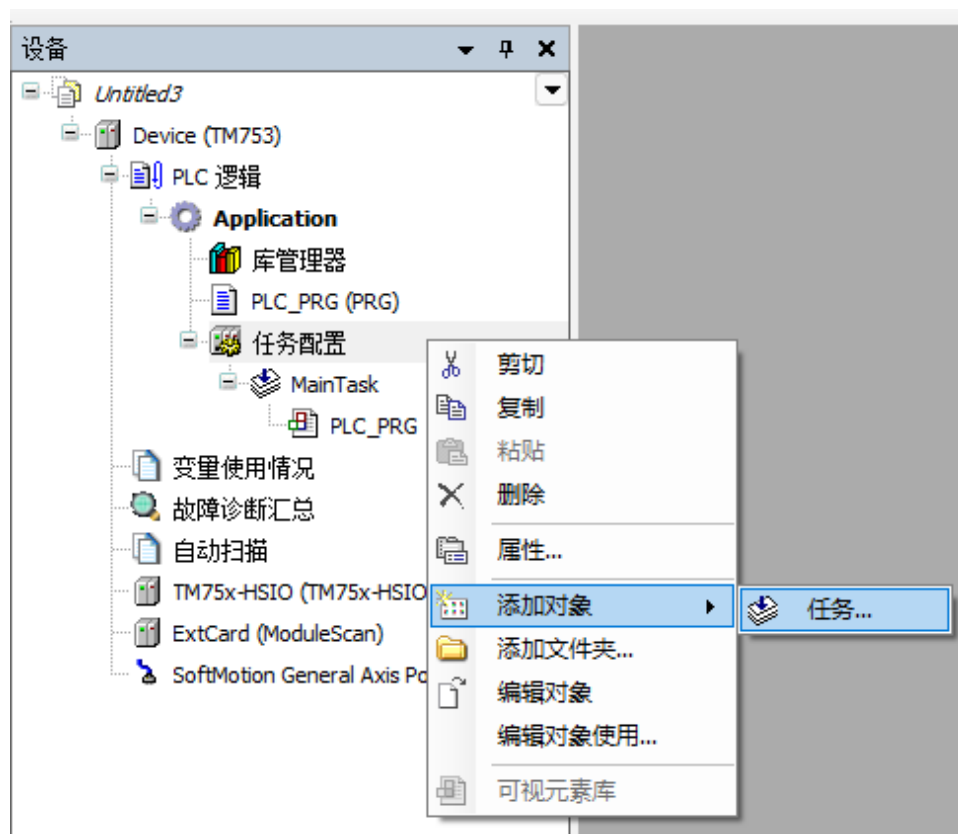 设备
Untitled3
Device (TM753)
PLC 逻辑
Application
库管理器
PLC_PRG (PRG)
任务配置
MainTask
PLC_PRG
变量使用情况
故障诊断汇总
自动扫描
TM75x-HSIO (TM75x-HSIO
ExtCard (ModuleScan)
SoftMotion General Axis Po
剪切
复制
粘贴
删除
属性...
添加对象
任务...
添加文件夹...
编辑对象
编辑对象使用...
可视元素库